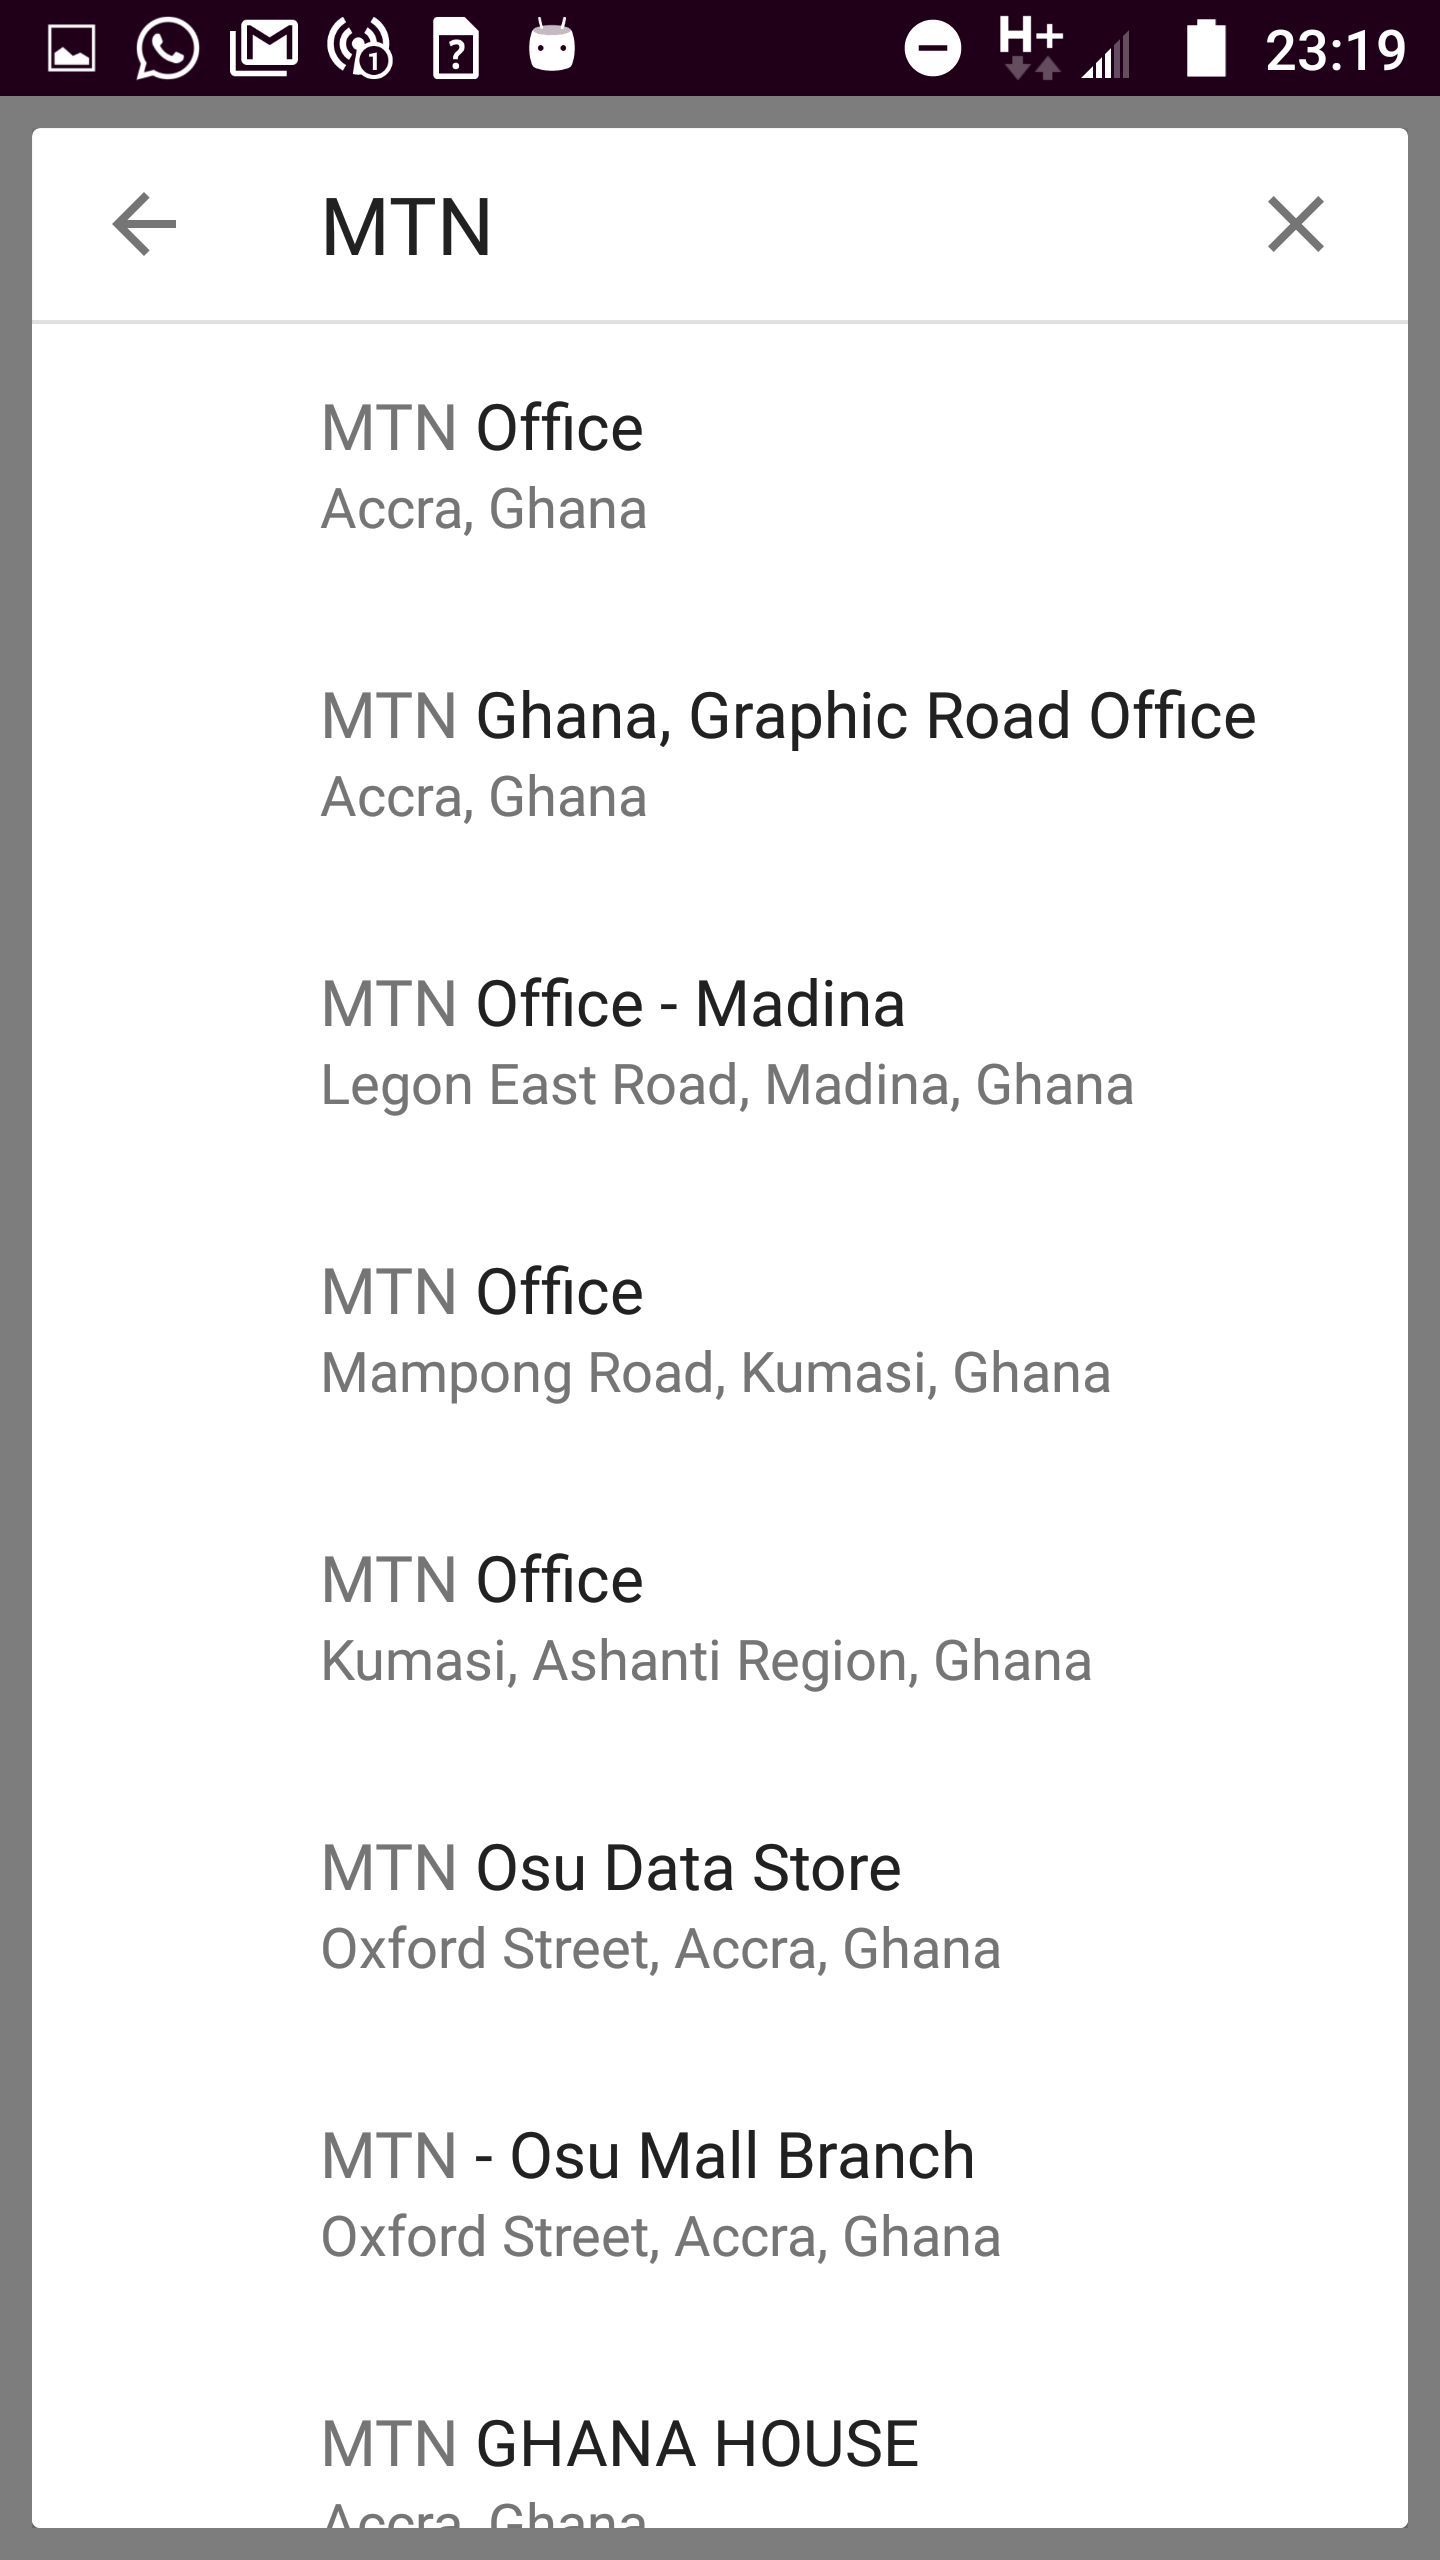 H+ 23:19
MTN
MTN Office
Accra, Ghana
MTN Ghana, Graphic Road Office
Accra, Ghana
MTN Office - Madina
Legon East Road, Madina, Ghana
MTN Office
Mampong Road, Kumasi, Ghana
MTN Office
Kumasi, Ashanti Region, Ghana
MTN Osu Data Store
Oxford Street, Accra, Ghana
MTN - Osu Mall Branch
Oxford Street, Accra, Ghana
MTN GHANA HOUSE
Accra, Ghana